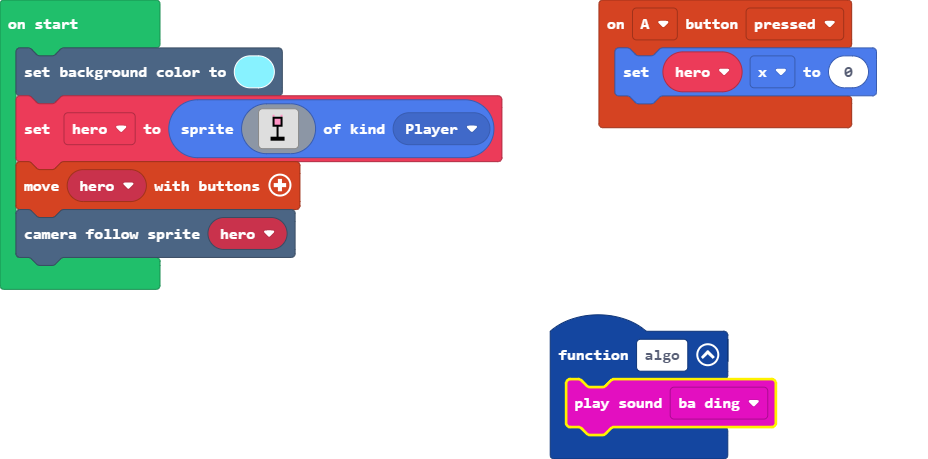 on start
set background color to
set hero to sprite of kind Player
move hero with buttons
camera follow sprite hero
on A button pressed
set hero x to 0
function algo
play sound ba ding